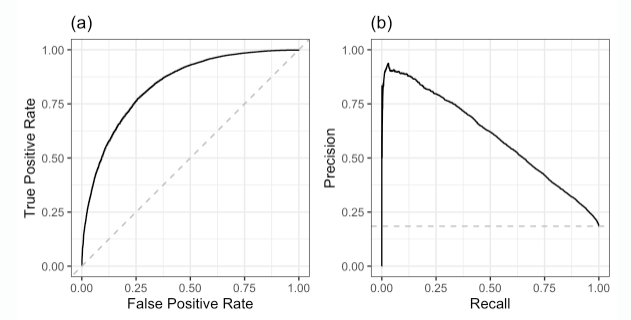 (a)
True Positive Rate
1.00
0.75
0.50
0.25
0.00
0.00 0.25 0.50 0.75 1.00
False Positive Rate
(b)
Precision
1.00
0.75
0.50
0.25
0.00
0.00 0.25 0.50 0.75 1.00
Recall